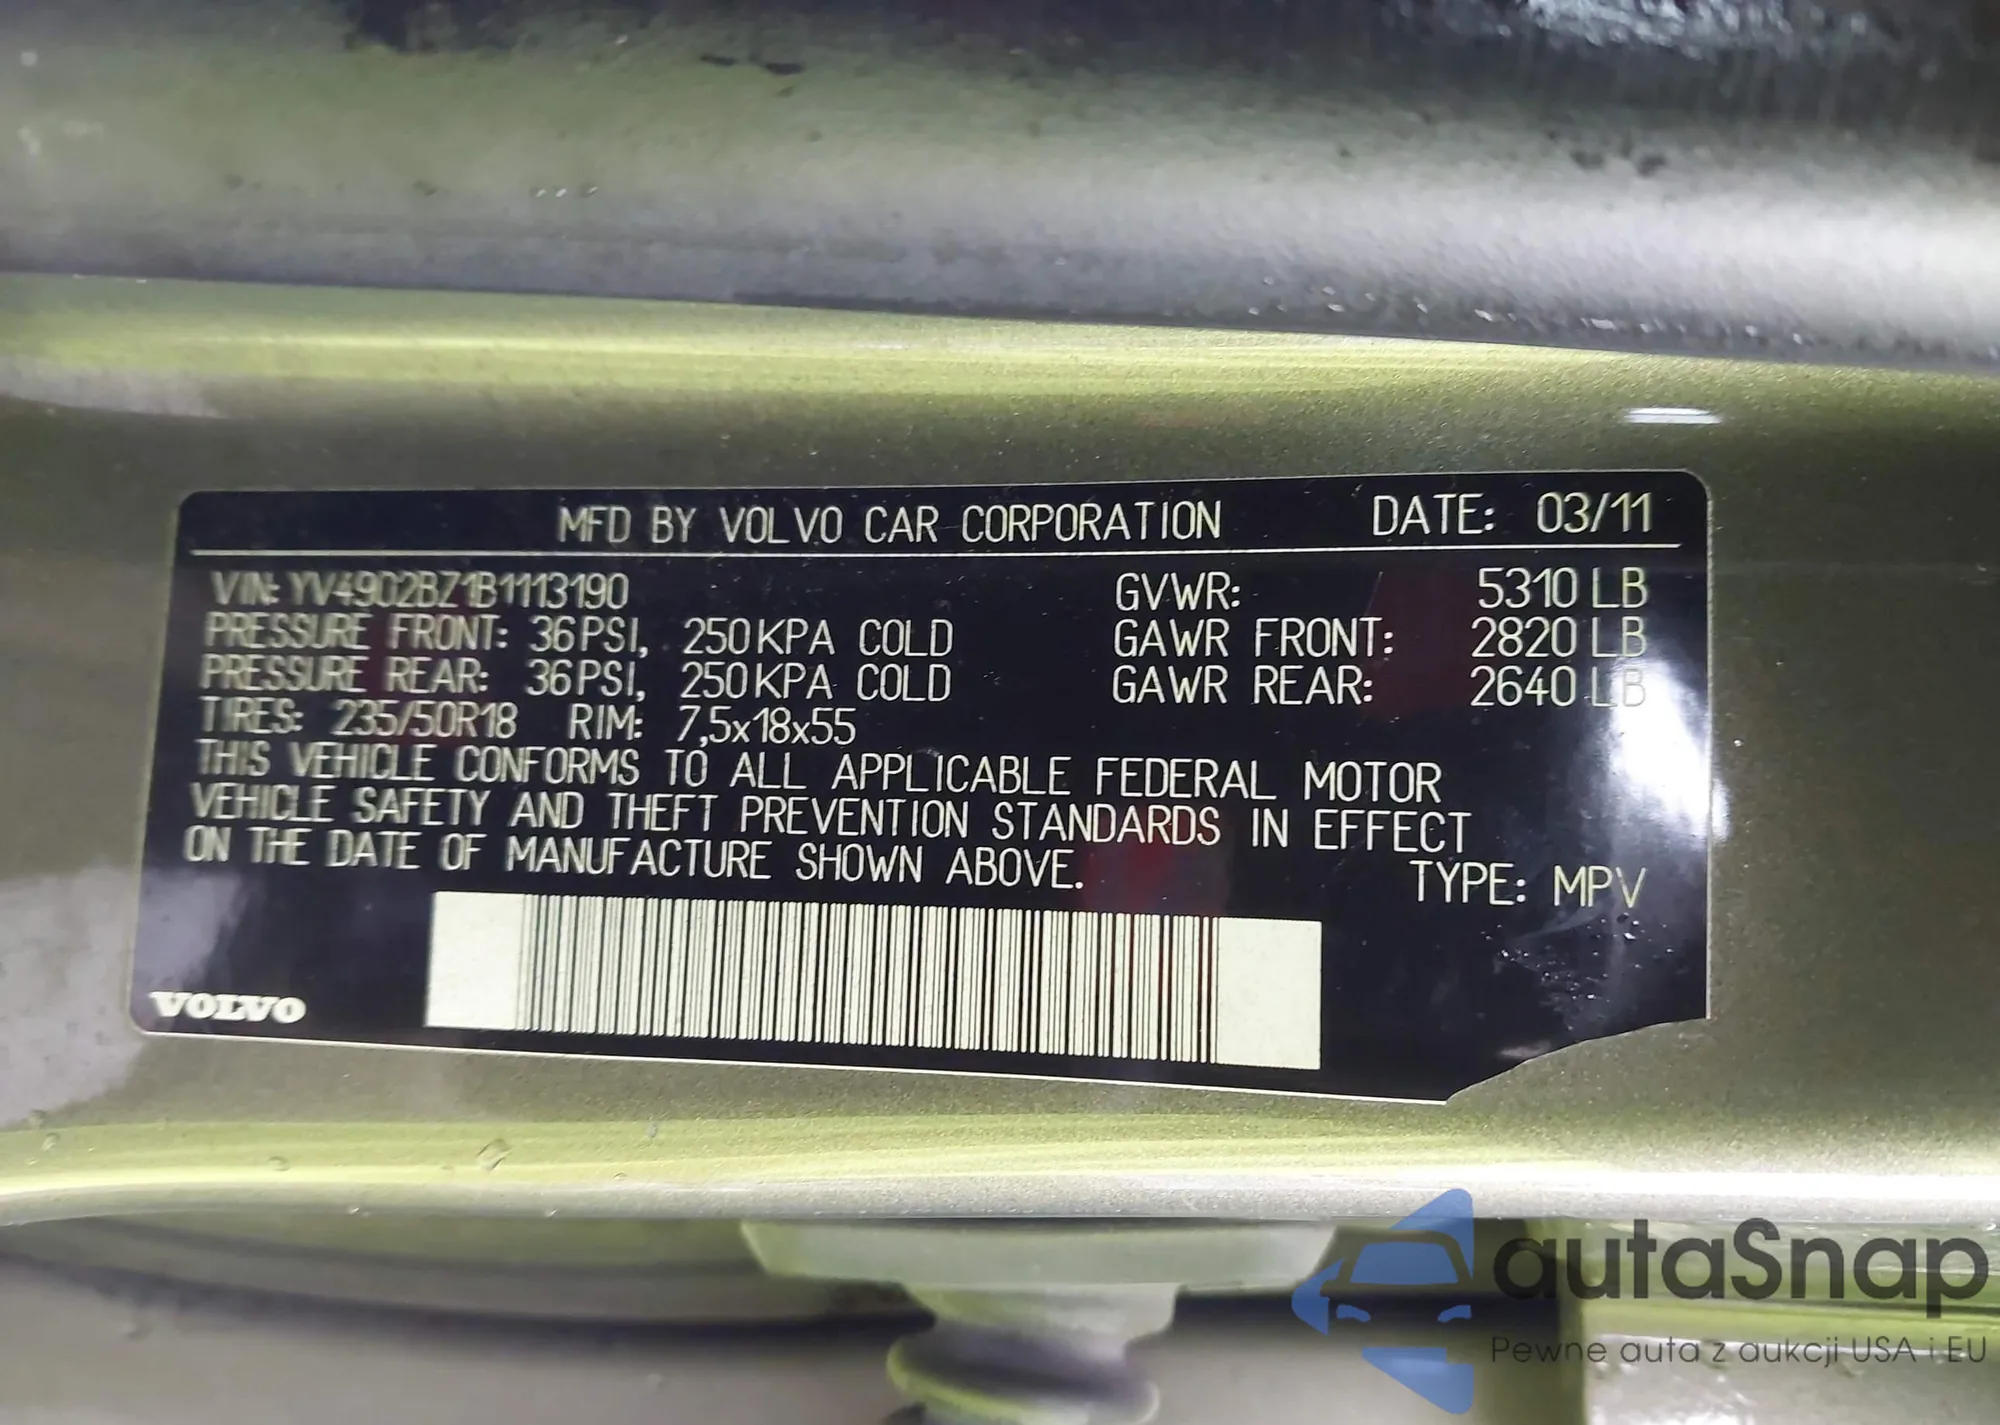 MFD BY VOLVO CAR CORPORATION DATE: 03/11
VIN: YV4902BZ1B1113190 GVWR: 5310 LB
PRESSURE FRONT: 36PSI, 250KPA COLD GAWR FRONT: 2820 LB
PRESSURE REAR: 36PSI, 250KPA COLD GAWR REAR: 2640 LB
TIRES: 235/50R18 RIM: 7,5x18x55
THIS VEHICLE CONFORMS TO ALL APPLICABLE FEDERAL MOTOR
VEHICLE SAFETY AND THEFT PREVENTION STANDARDS IN EFFECT
ON THE DATE OF MANUFACTURE SHOWN ABOVE.
TYPE: MPV
VOLVO
autaSnap
Pewne auta z aukcji USA i EU